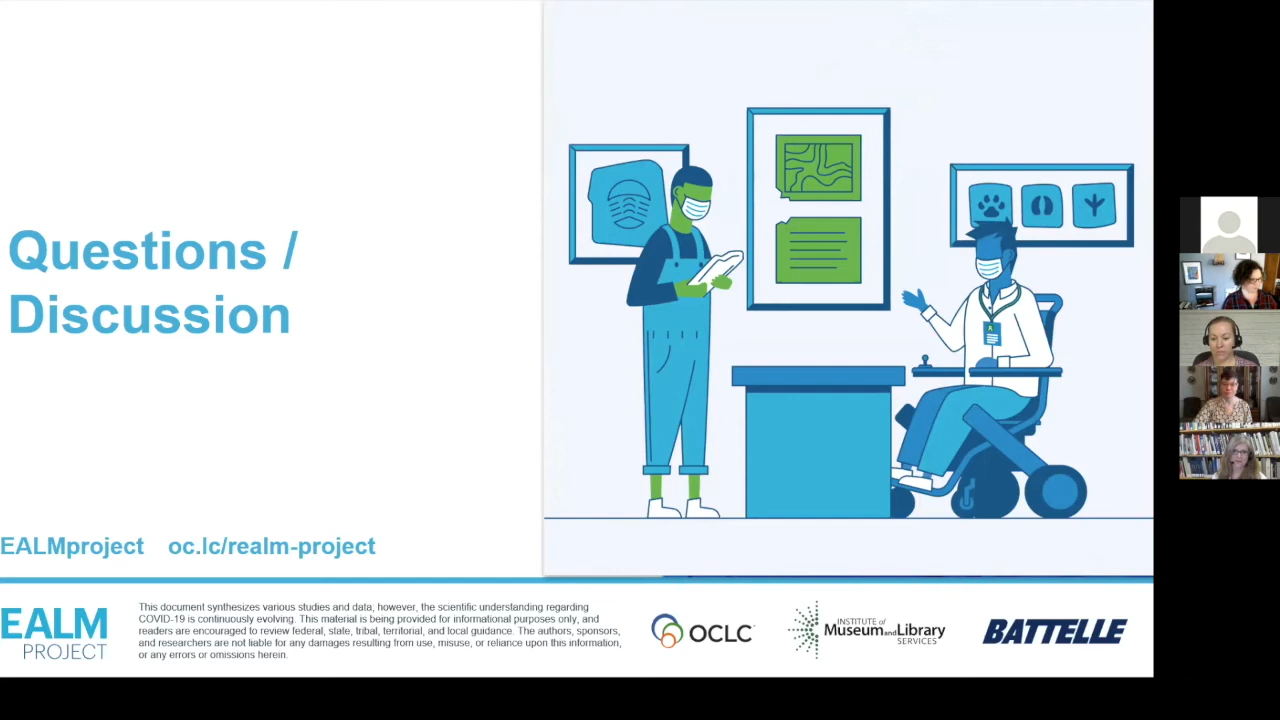 Questions /
Discussion
EALMproject oc.lc/realm-project
EALM
PROJECT
This document synthesizes various studies and data; however, the scientific understanding regarding
COVID-19 is continuously evolving. This material is being provided for informational purposes only, and
readers are encouraged to review federal, state, tribal, territorial, and local guidance. The authors, sponsors,
and researchers are not liable for any damages resulting from use, misuse, or reliance upon this information,
or any errors or omissions herein.
OCLC
INSTITUTE of
Museum and Library
SERVICES
BATTELLE